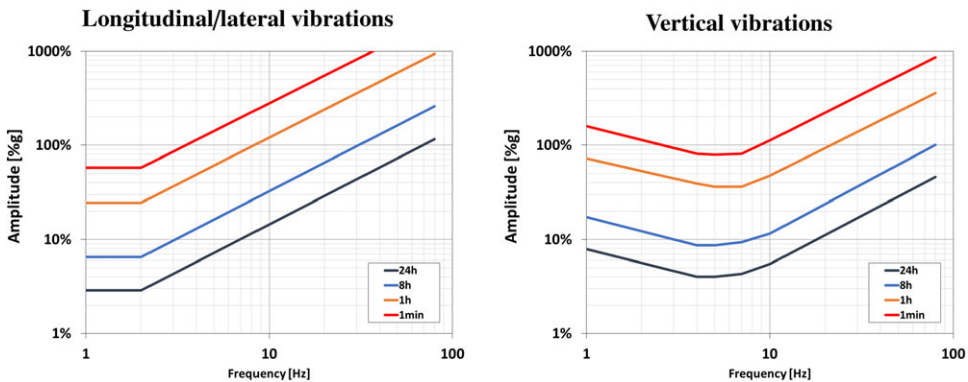 Longitudinal/lateral vibrations
1000%
100%
10%
1%
Amplitude [%g]
24h
8h
1h
1min
1
10
100
Frequency [Hz]
Vertical vibrations
1000%
100%
10%
1%
Amplitude [%g]
24h
8h
1h
1min
1
10
100
Frequency [Hz]